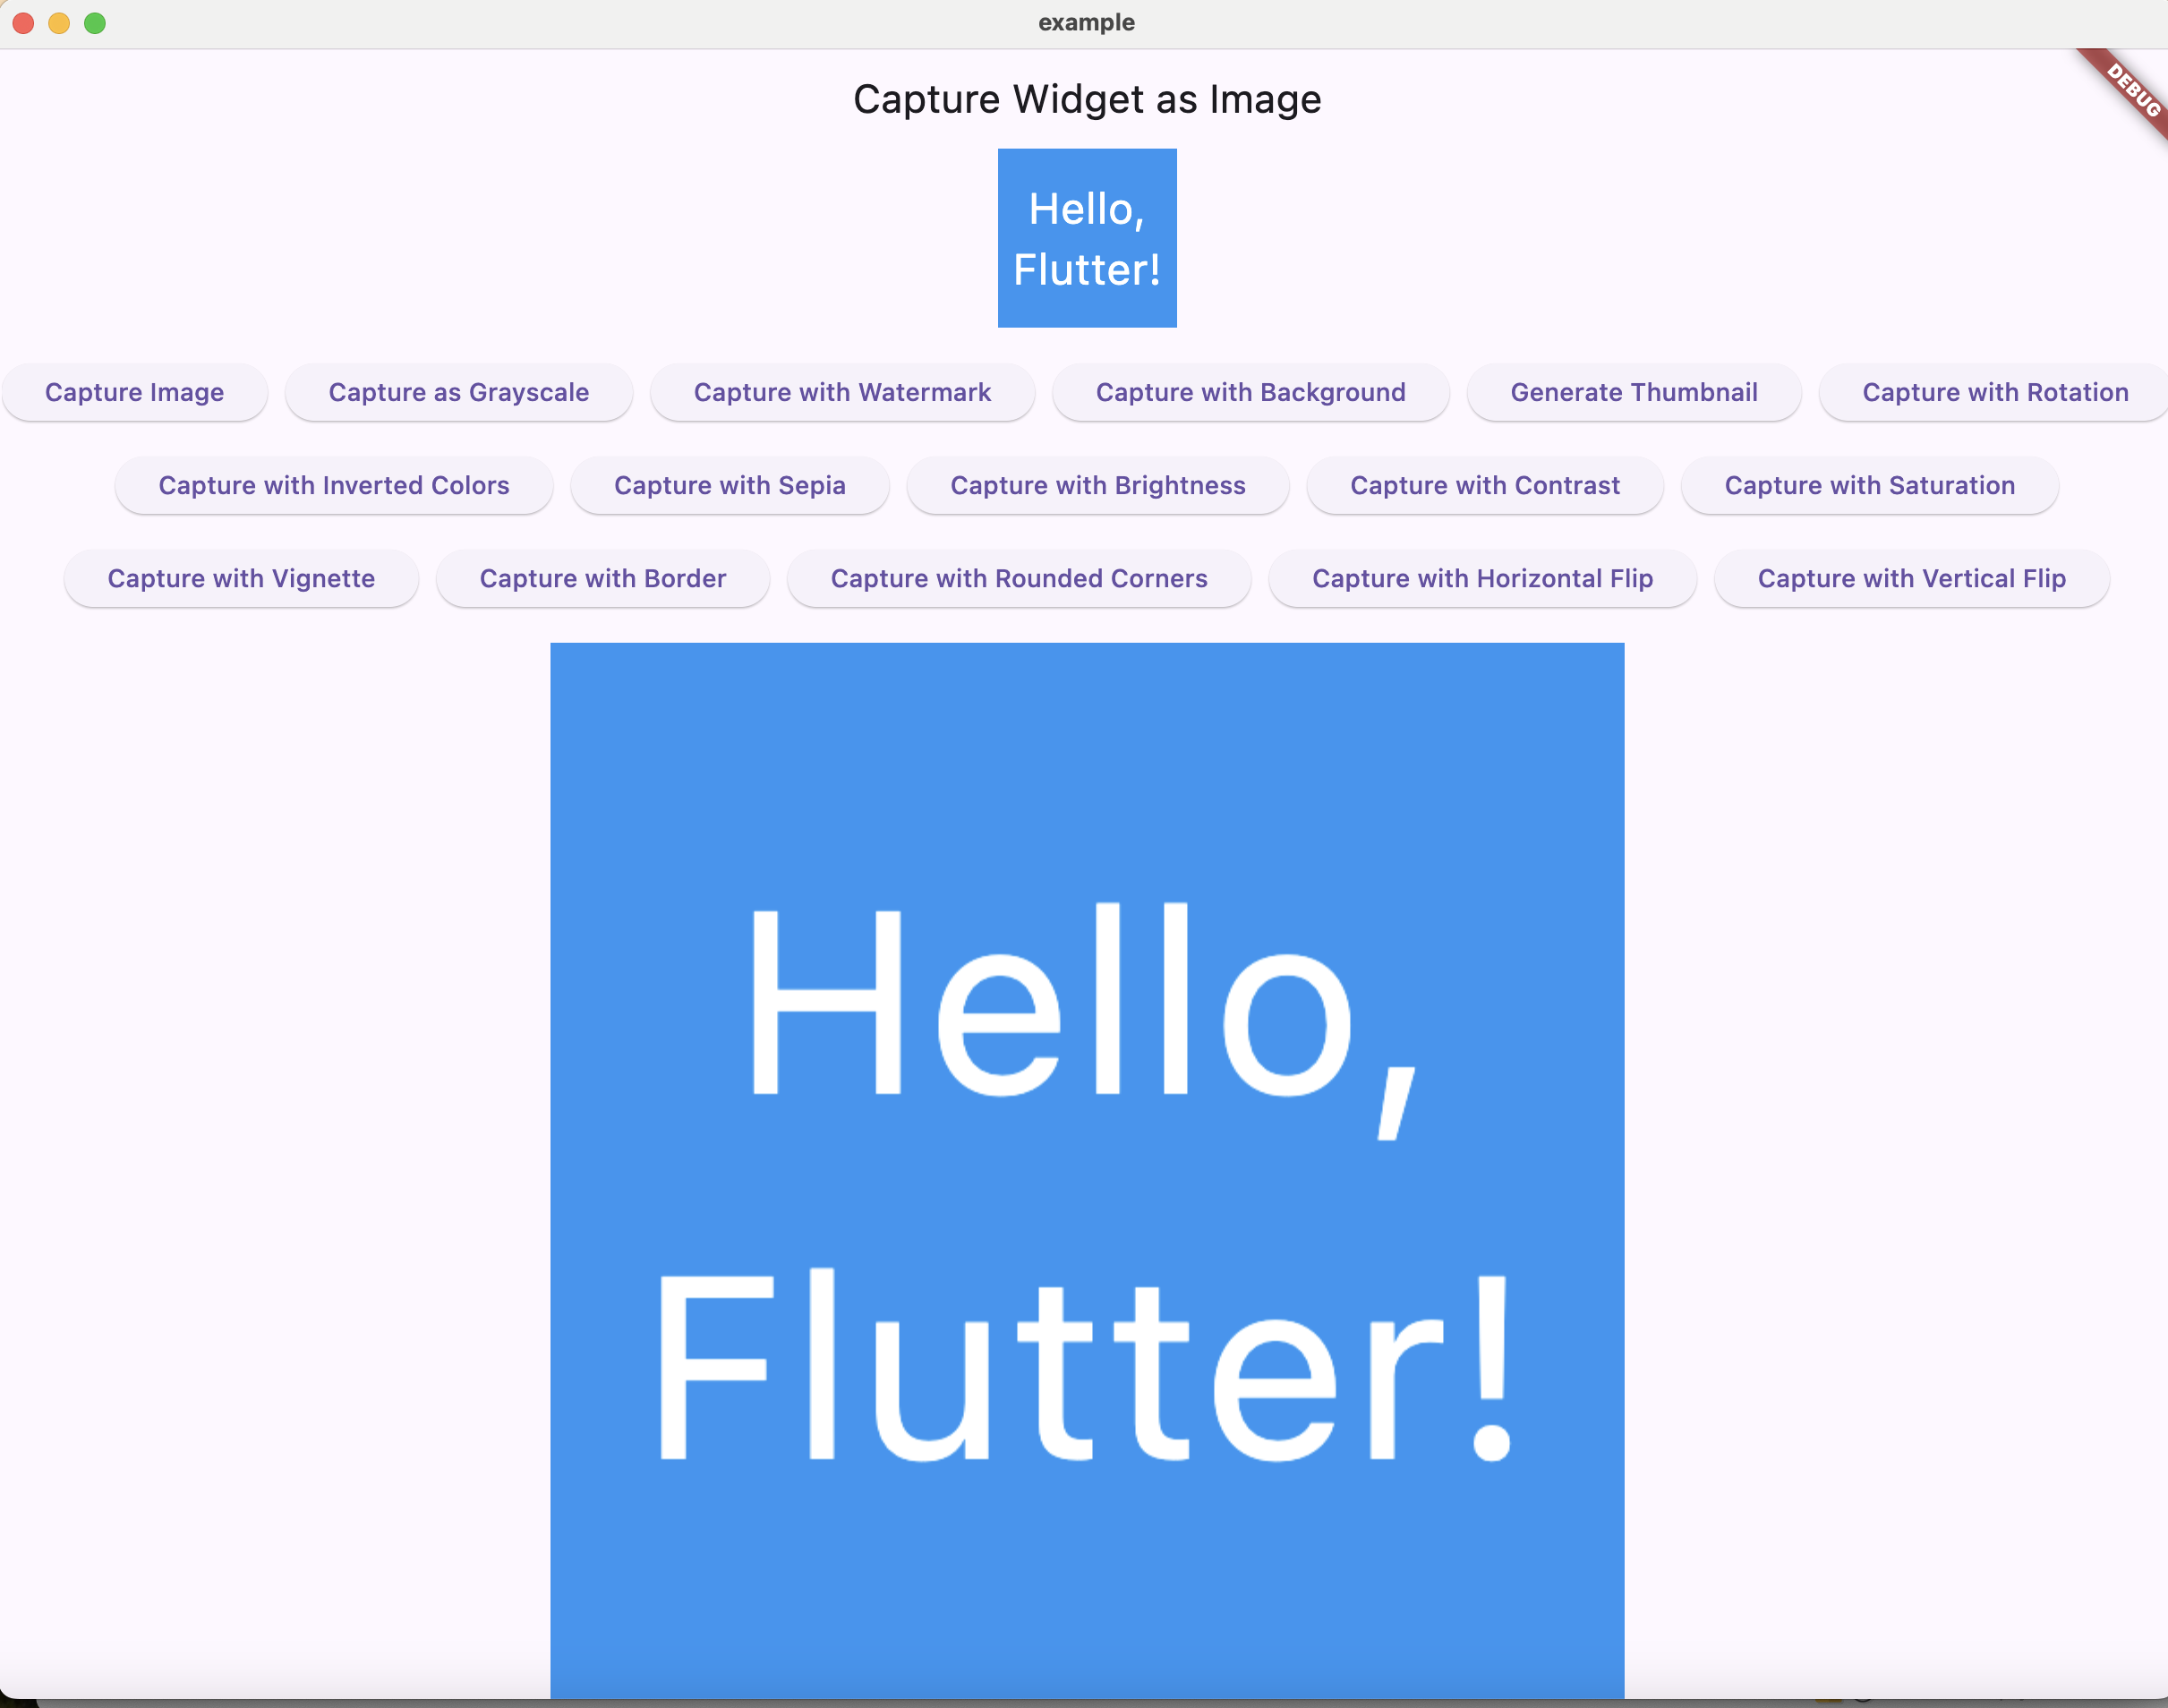 example
DEBUG
Capture Widget as Image
Hello,
Flutter!
Capture Image Capture as Grayscale Capture with Watermark Capture with Background Generate Thumbnail Capture with Rotation
Capture with Inverted Colors Capture with Sepia Capture with Brightness Capture with Contrast Capture with Saturation
Capture with Vignette Capture with Border Capture with Rounded Corners Capture with Horizontal Flip Capture with Vertical Flip
Hello,
Flutter!